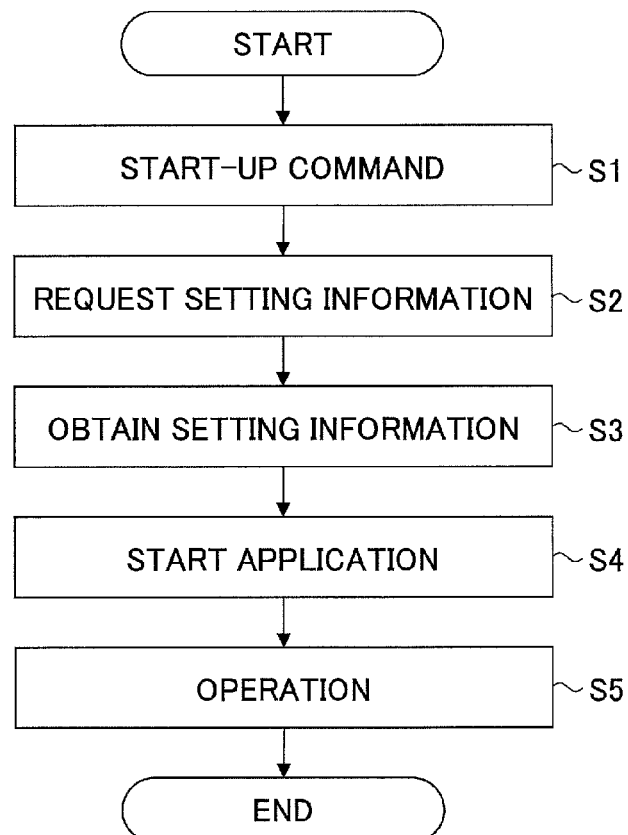 START
START-UP COMMAND S1
REQUEST SETTING INFORMATION S2
OBTAIN SETTING INFORMATION S3
START APPLICATION S4
OPERATION S5
END